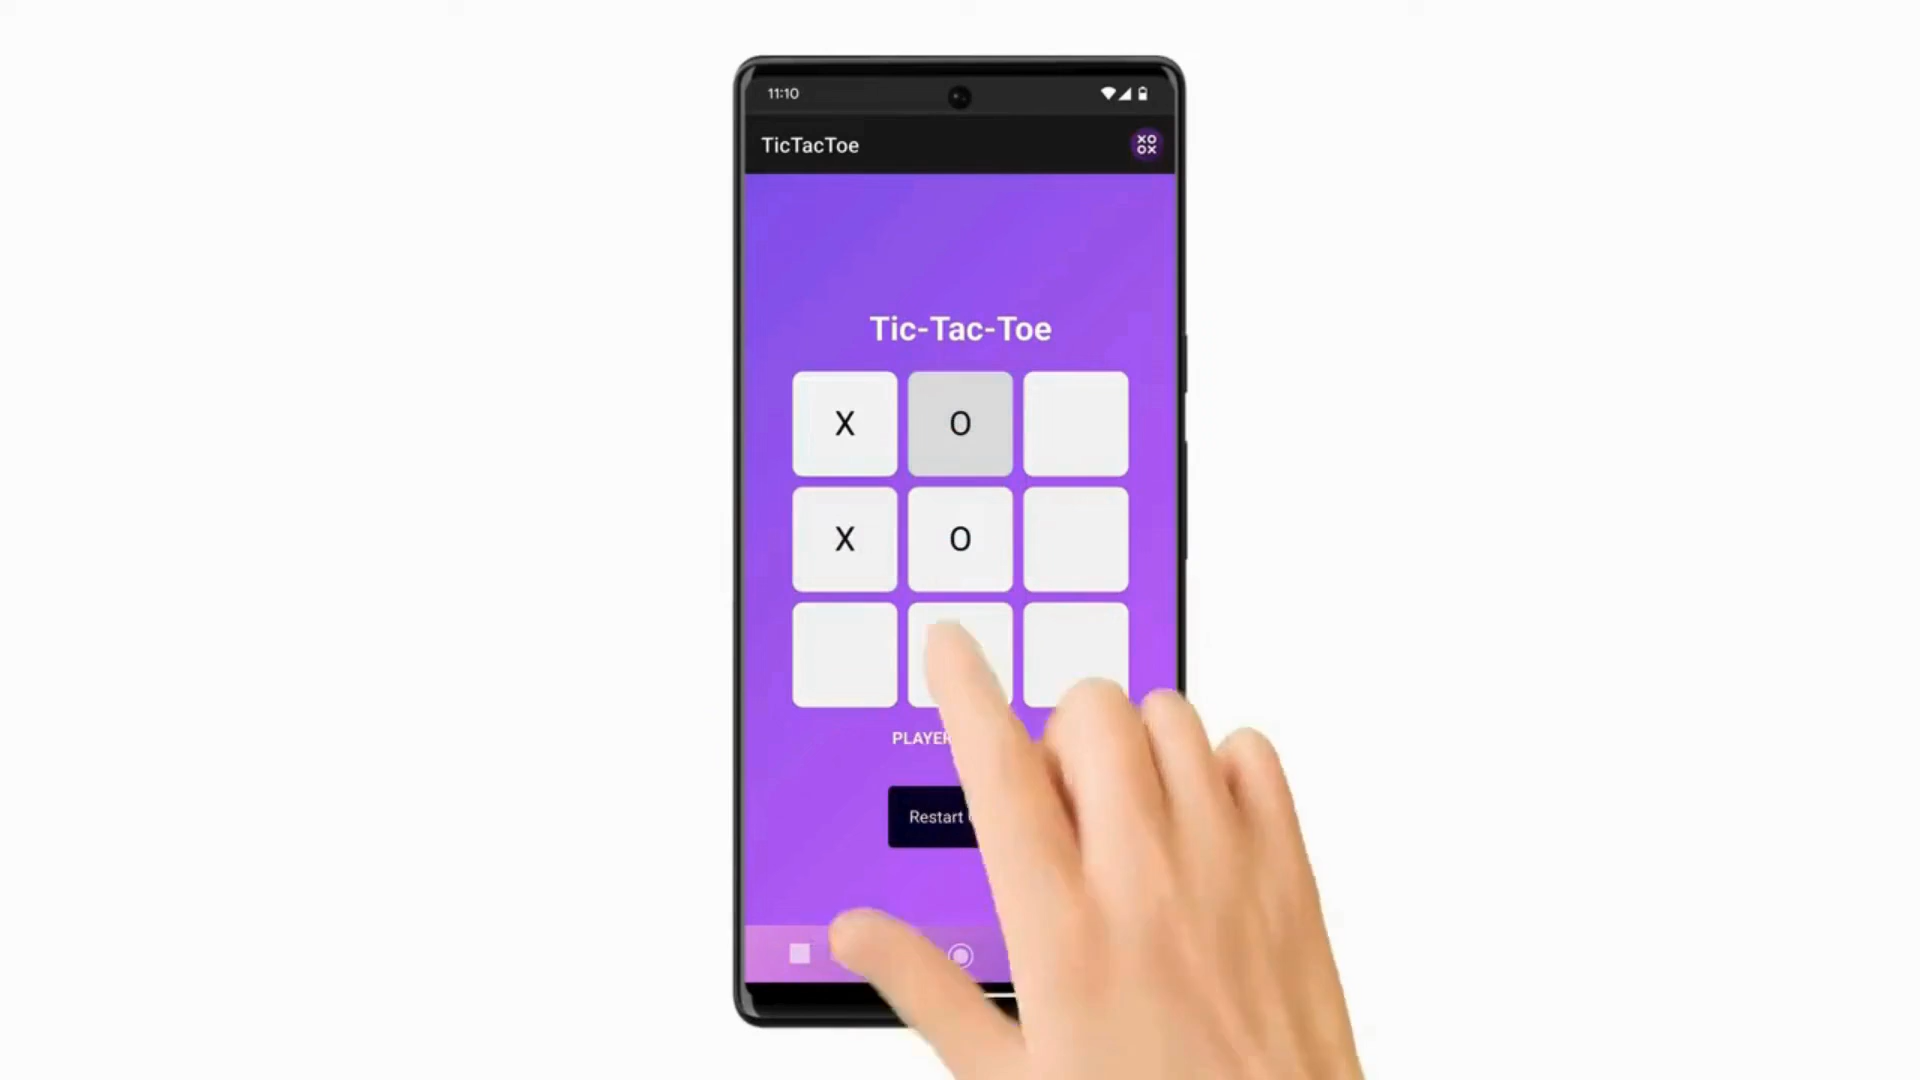 11:10
TicTacToe
XO
OX
Tic-Tac-Toe
X O
X O
PLAYER
Restart